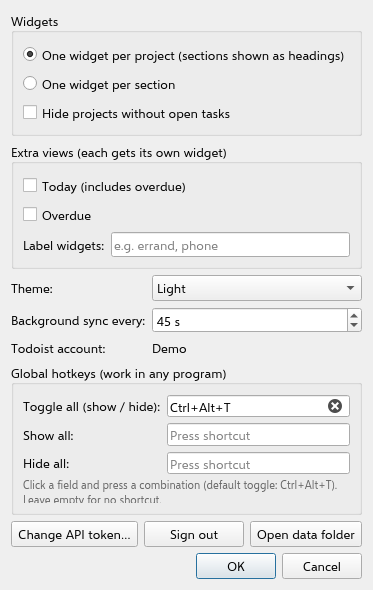 Widgets
One widget per project (sections shown as headings)
One widget per section
Hide projects without open tasks
Extra views (each gets its own widget)
Today (includes overdue)
Overdue
Label widgets: e.g. errand, phone
Theme: Light
Background sync every: 45 s
Todoist account: Demo
Global hotkeys (work in any program)
Toggle all (show / hide): Ctrl+Alt+T
Show all: Press shortcut
Hide all: Press shortcut
Click a field and press a combination (default toggle: Ctrl+Alt+T).
Leave empty for no shortcut.
Change API token... Sign out Open data folder
OK Cancel